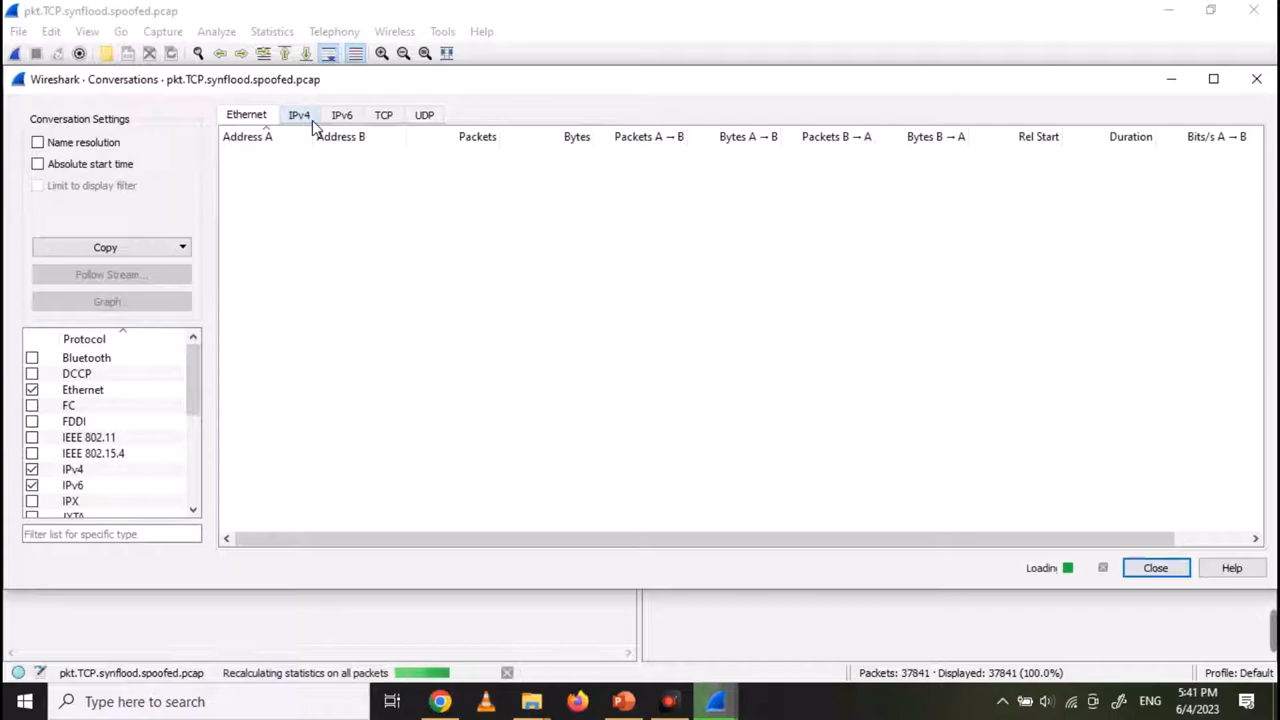 pkt.TCP.synflood.spoofed.pcap
File Edit View Go Capture Analyze Statistics Telephony Wireless Tools Help
Wireshark · Conversations · pkt.TCP.synflood.spoofed.pcap
Conversation Settings
Name resolution
Absolute start time
Limit to display filter
Copy
Follow Stream...
Graph
Protocol
Bluetooth
DCCP
Ethernet
FC
FDDI
IEEE 802.11
IEEE 802.15.4
IPv4
IPv6
IPX
JXTA
Filter list for specific type
Ethernet IPv4 IPv6 TCP UDP
Address A Address B Packets Bytes Packets A → B Bytes A → B Packets B → A Bytes B → A Rel Start Duration Bits/s A → B
Loading
Close Help
pkt.TCP.synflood.spoofed.pcap Recalculating statistics on all packets Packets: 37841 · Displayed: 37841 (100.0%) Profile: Default
Type here to search
ENG
5:41 PM
6/4/2023